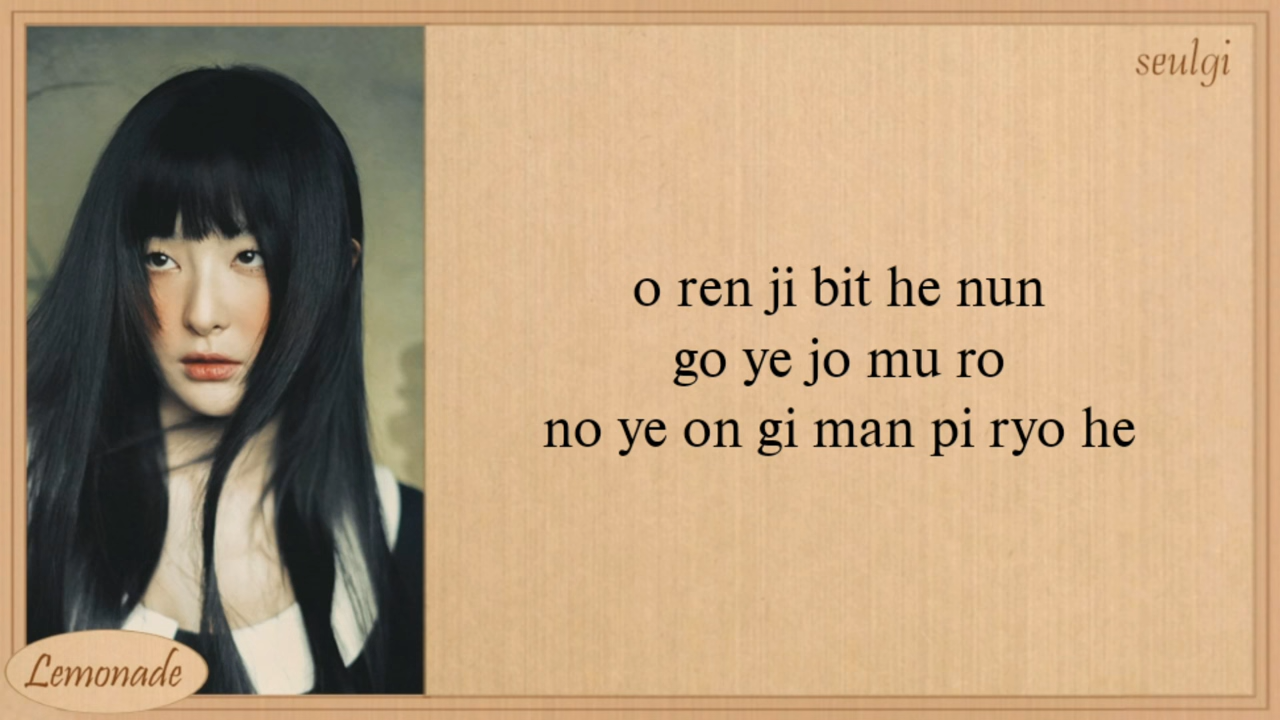 seulgi
o ren ji bit he nun
go ye jo mu ro
no ye on gi man pi ryo he
Lemonade